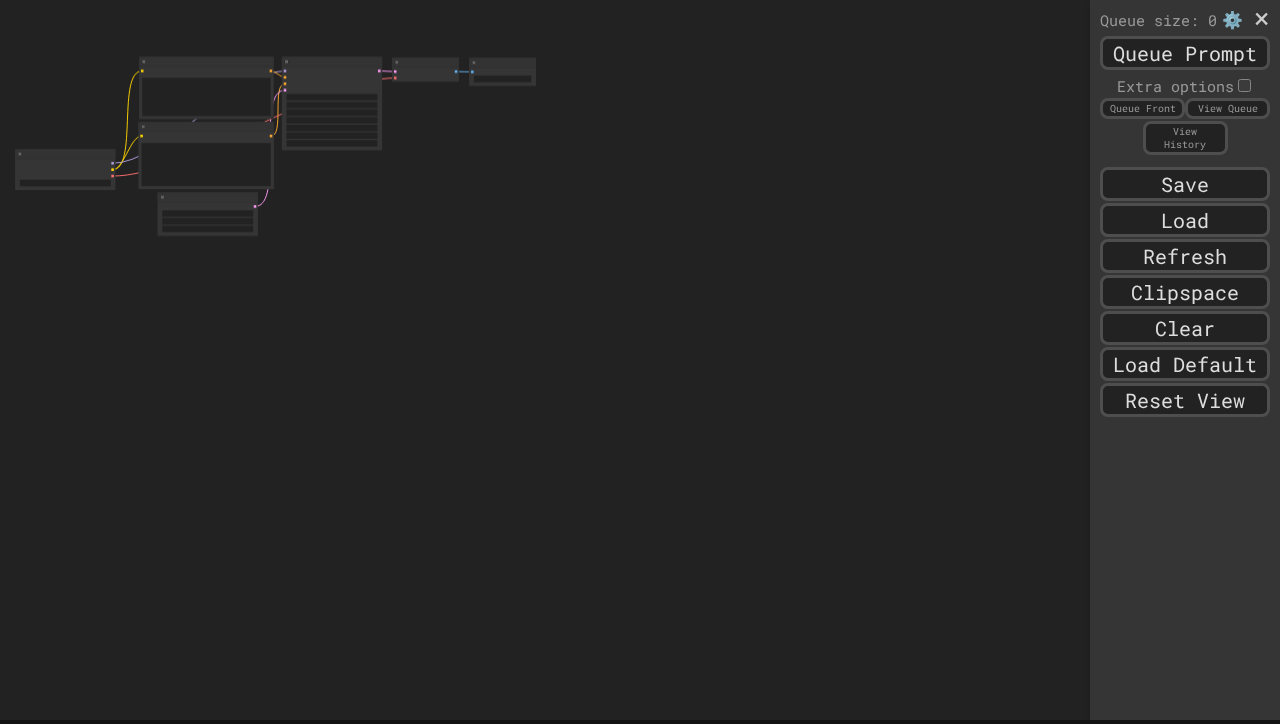 Queue size: 0
Queue Prompt
Extra options
Queue Front
View Queue
View
History
Save
Load
Refresh
Clipspace
Clear
Load Default
Reset View